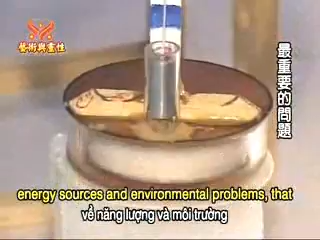 藝術與靈性
最重要的問題
energy sources and environmental problems, that
về năng lượng và môi trường